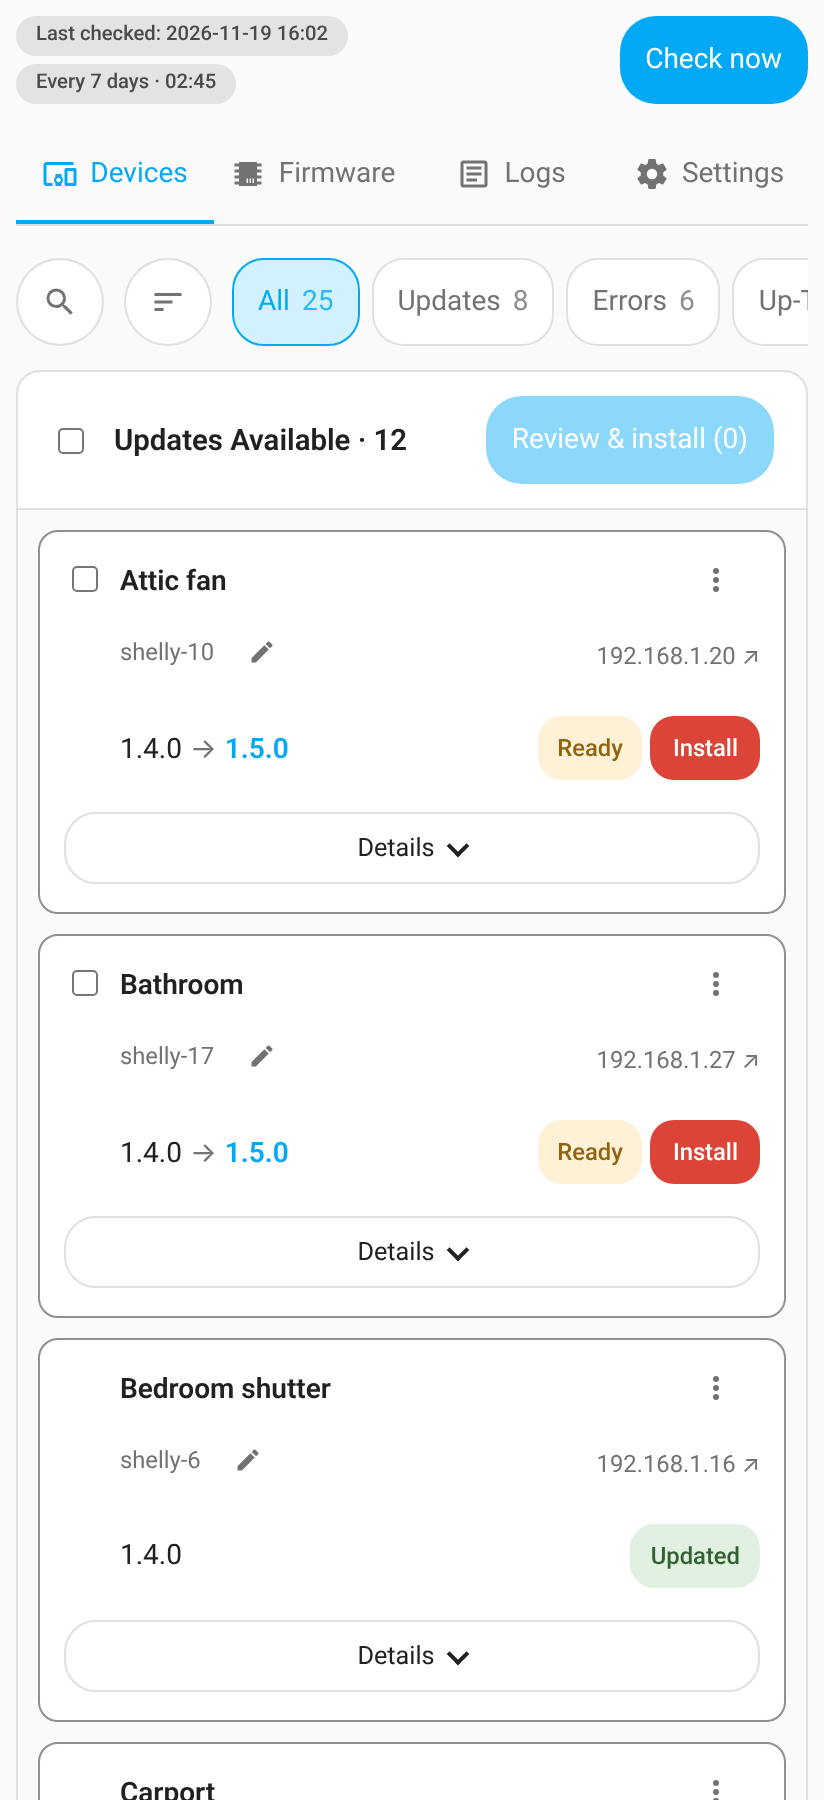 Last checked: 2026-11-19 16:02
Every 7 days · 02:45
Check now
Devices
Firmware
Logs
Settings
All 25
Updates 8
Errors 6
Up-T
Updates Available · 12
Review & install (0)
Attic fan
shelly-10
192.168.1.20
1.4.0 → 1.5.0
Ready
Install
Details
Bathroom
shelly-17
192.168.1.27
1.4.0 → 1.5.0
Ready
Install
Details
Bedroom shutter
shelly-6
192.168.1.16
1.4.0
Updated
Details
Carport